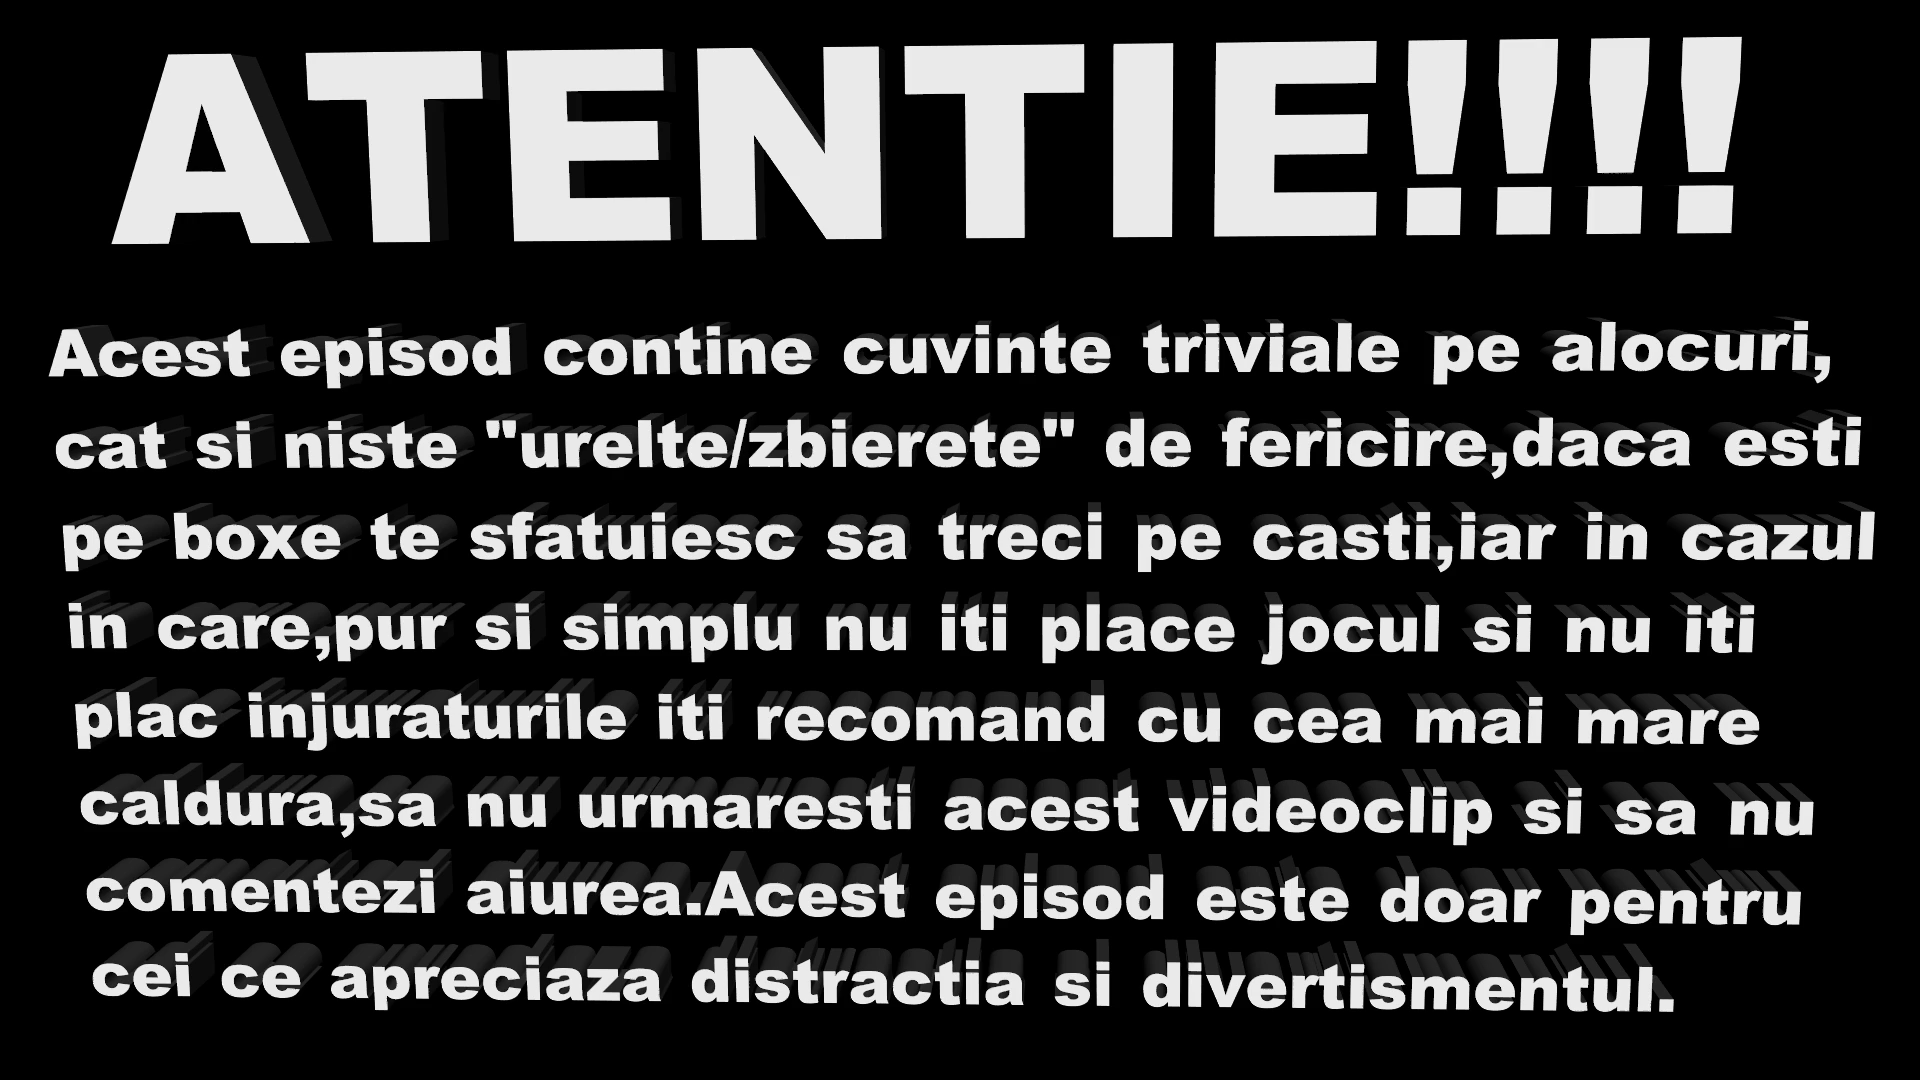 ATENTIE!!!!
Acest episod contine cuvinte triviale pe alocuri,
cat si niste "urelte/zbierete" de fericire,daca esti
pe boxe te sfatuiesc sa treci pe casti,iar in cazul
in care,pur si simplu nu iti place jocul si nu iti
plac injuraturile iti recomand cu cea mai mare
caldura,sa nu urmaresti acest videoclip si sa nu
comentezi aiurea.Acest episod este doar pentru
cei ce apreciaza distractia si divertismentul.